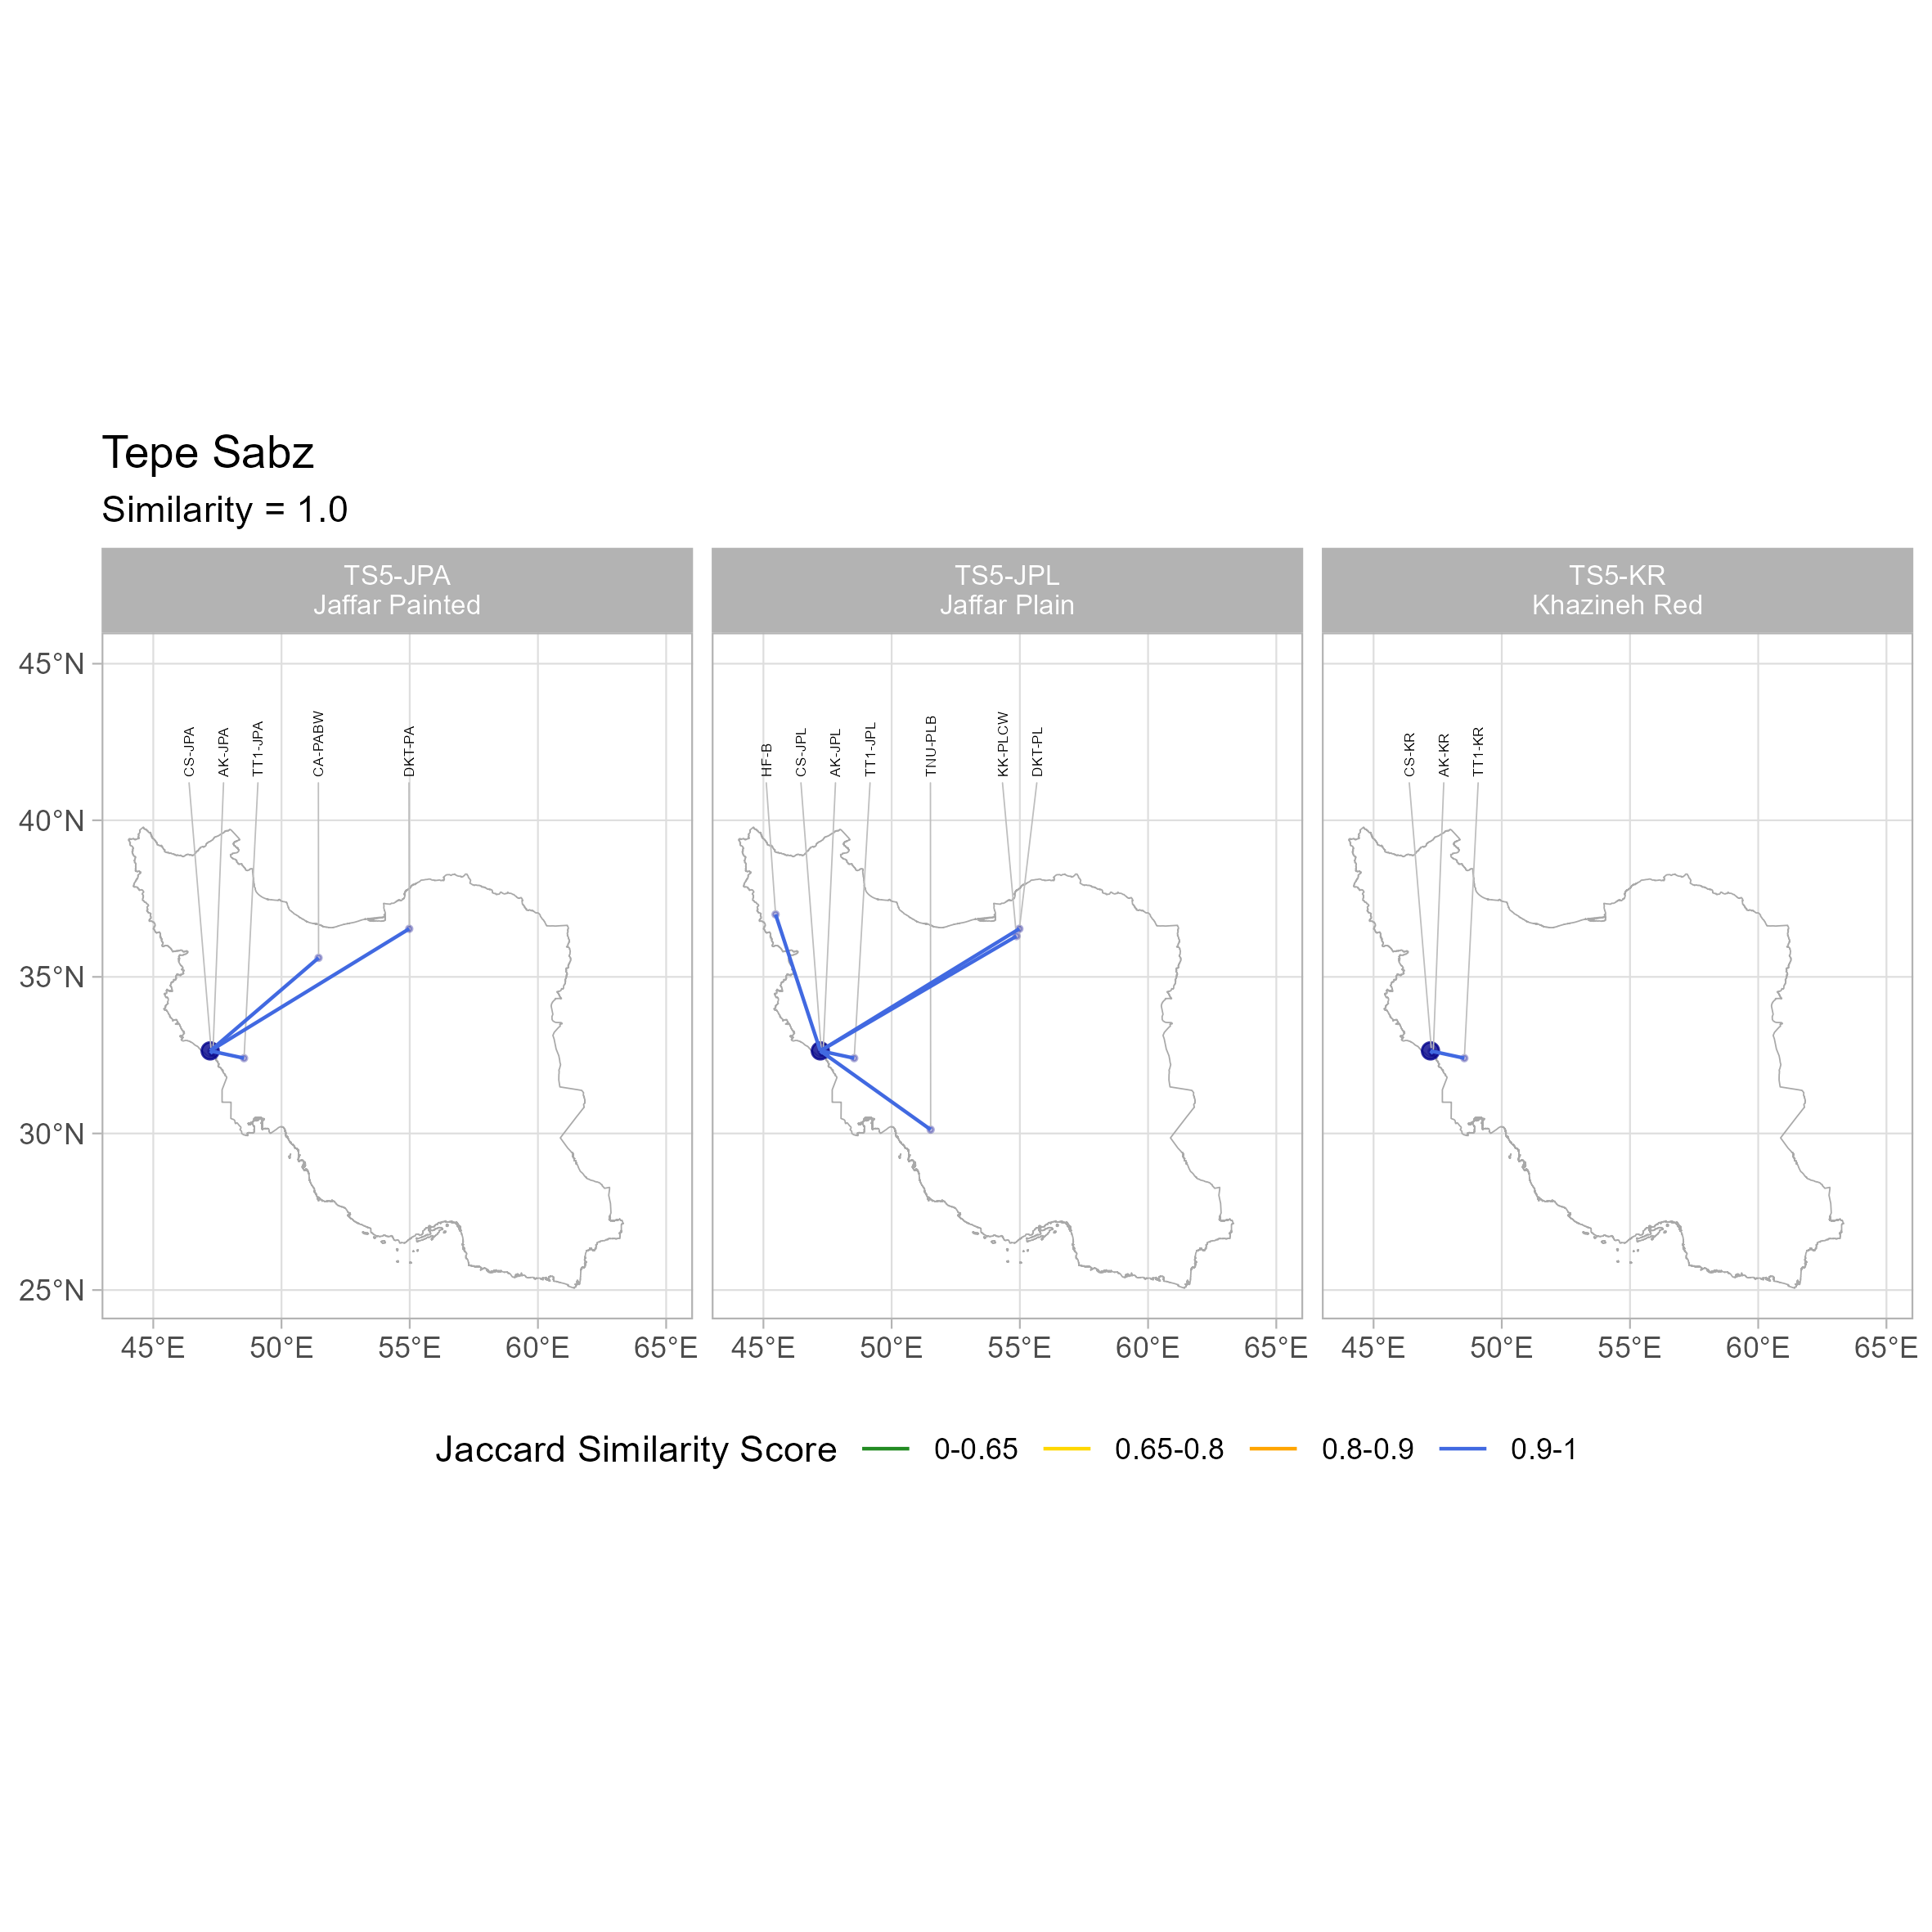 Tepe Sabz
Similarity = 1.0
TS5-JPA
Jaffar Painted
TS5-JPL
Jaffar Plain
TS5-KR
Khazineh Red
45°N
40°N
35°N
30°N
25°N
CS-JPA
AK-JPA
TT1-JPA
CA-PABW
DKT-PA
HF-B
CS-JPL
AK-JPL
TT1-JPL
TNU-PLB
KK-PLCW
DKT-PL
CS-KR
AK-KR
TT1-KR
45°E 50°E 55°E 60°E 65°E
45°E 50°E 55°E 60°E 65°E
45°E 50°E 55°E 60°E 65°E
Jaccard Similarity Score 0-0.65 0.65-0.8 0.8-0.9 0.9-1